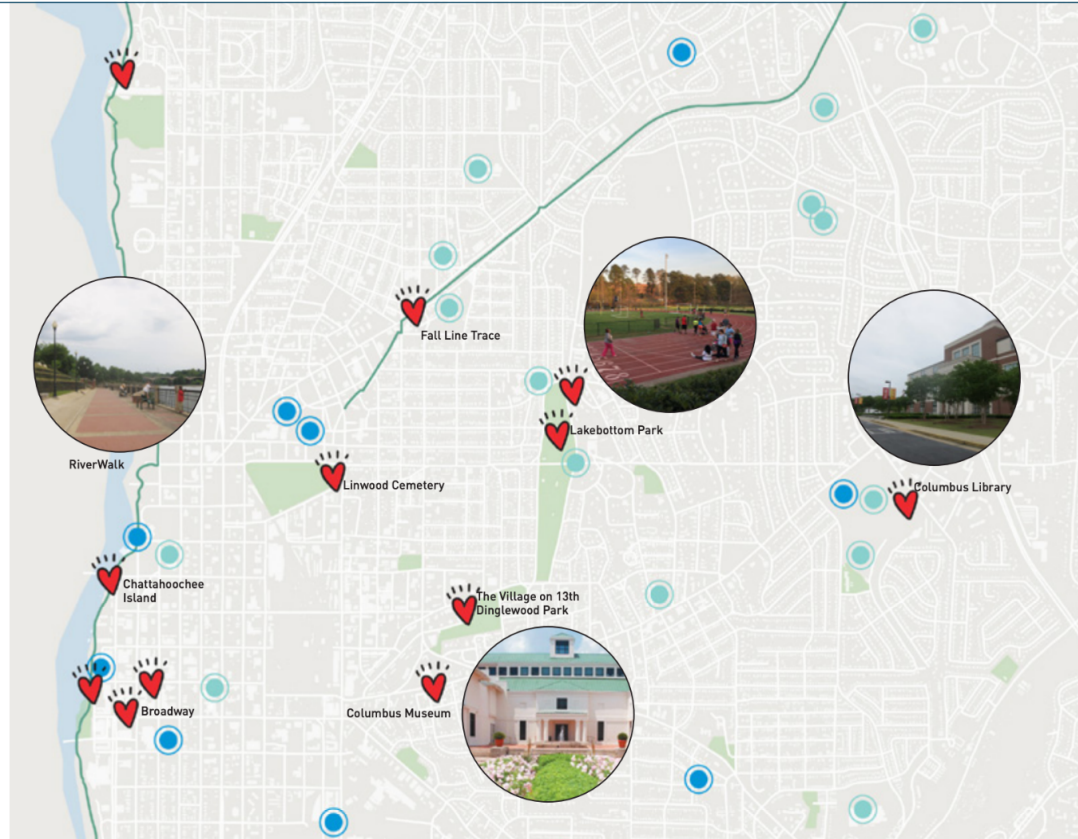 Fall Line Trace
Lakebottom Park
RiverWalk
Linwood Cemetery
Columbus Library
Chattahoochee
Island
The Village on 13th
Dinglewood Park
Broadway
Columbus Museum